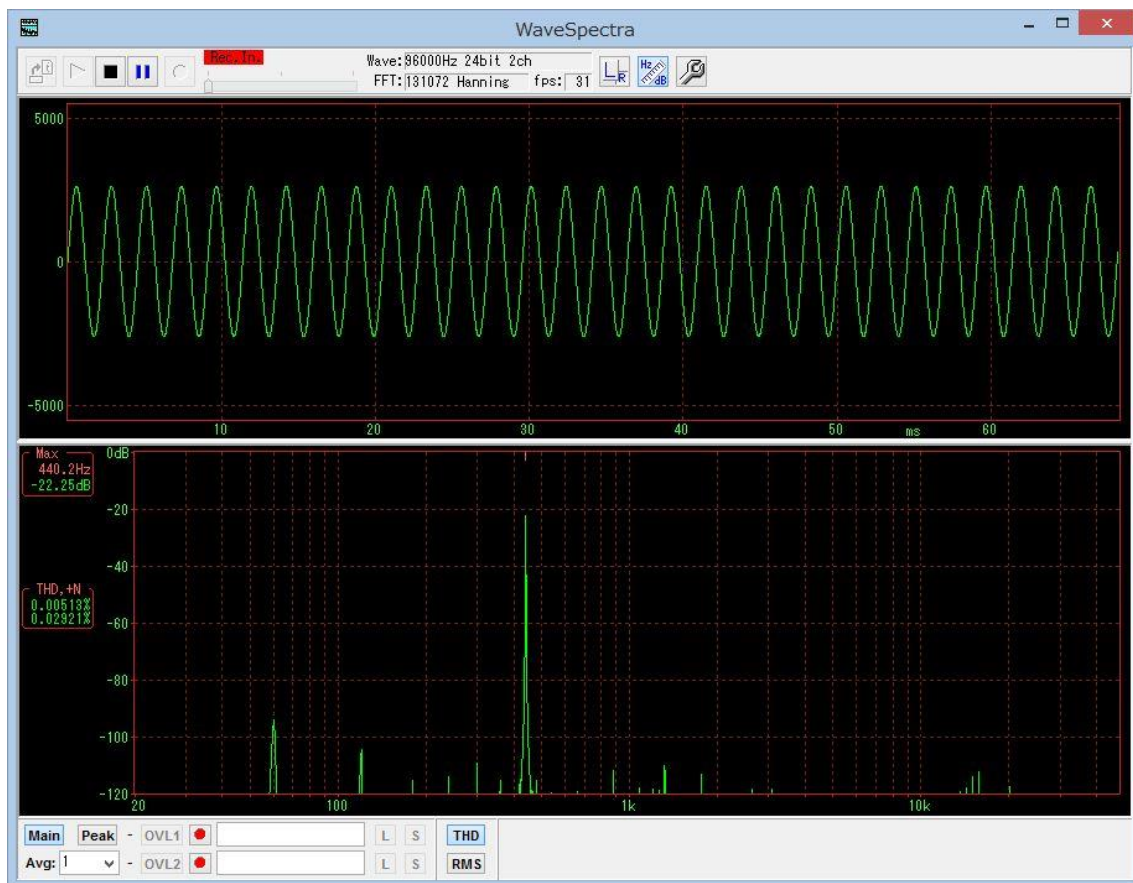 WaveSpectra
Rec.In.
Wave:96000Hz 24bit 2ch
FFT:131072 Hanning fps: 31
L R
Hz dB
5000
0
-5000
10 20 30 40 50 ms 60
Max
440.2Hz
-22.25dB
0dB
-20
-40
THD,+N
0.00513%
0.02921%
-60
-80
-100
-120
20 100 1k 10k
Main Peak - OVL1 L S THD
Avg: 1 - OVL2 L S RMS